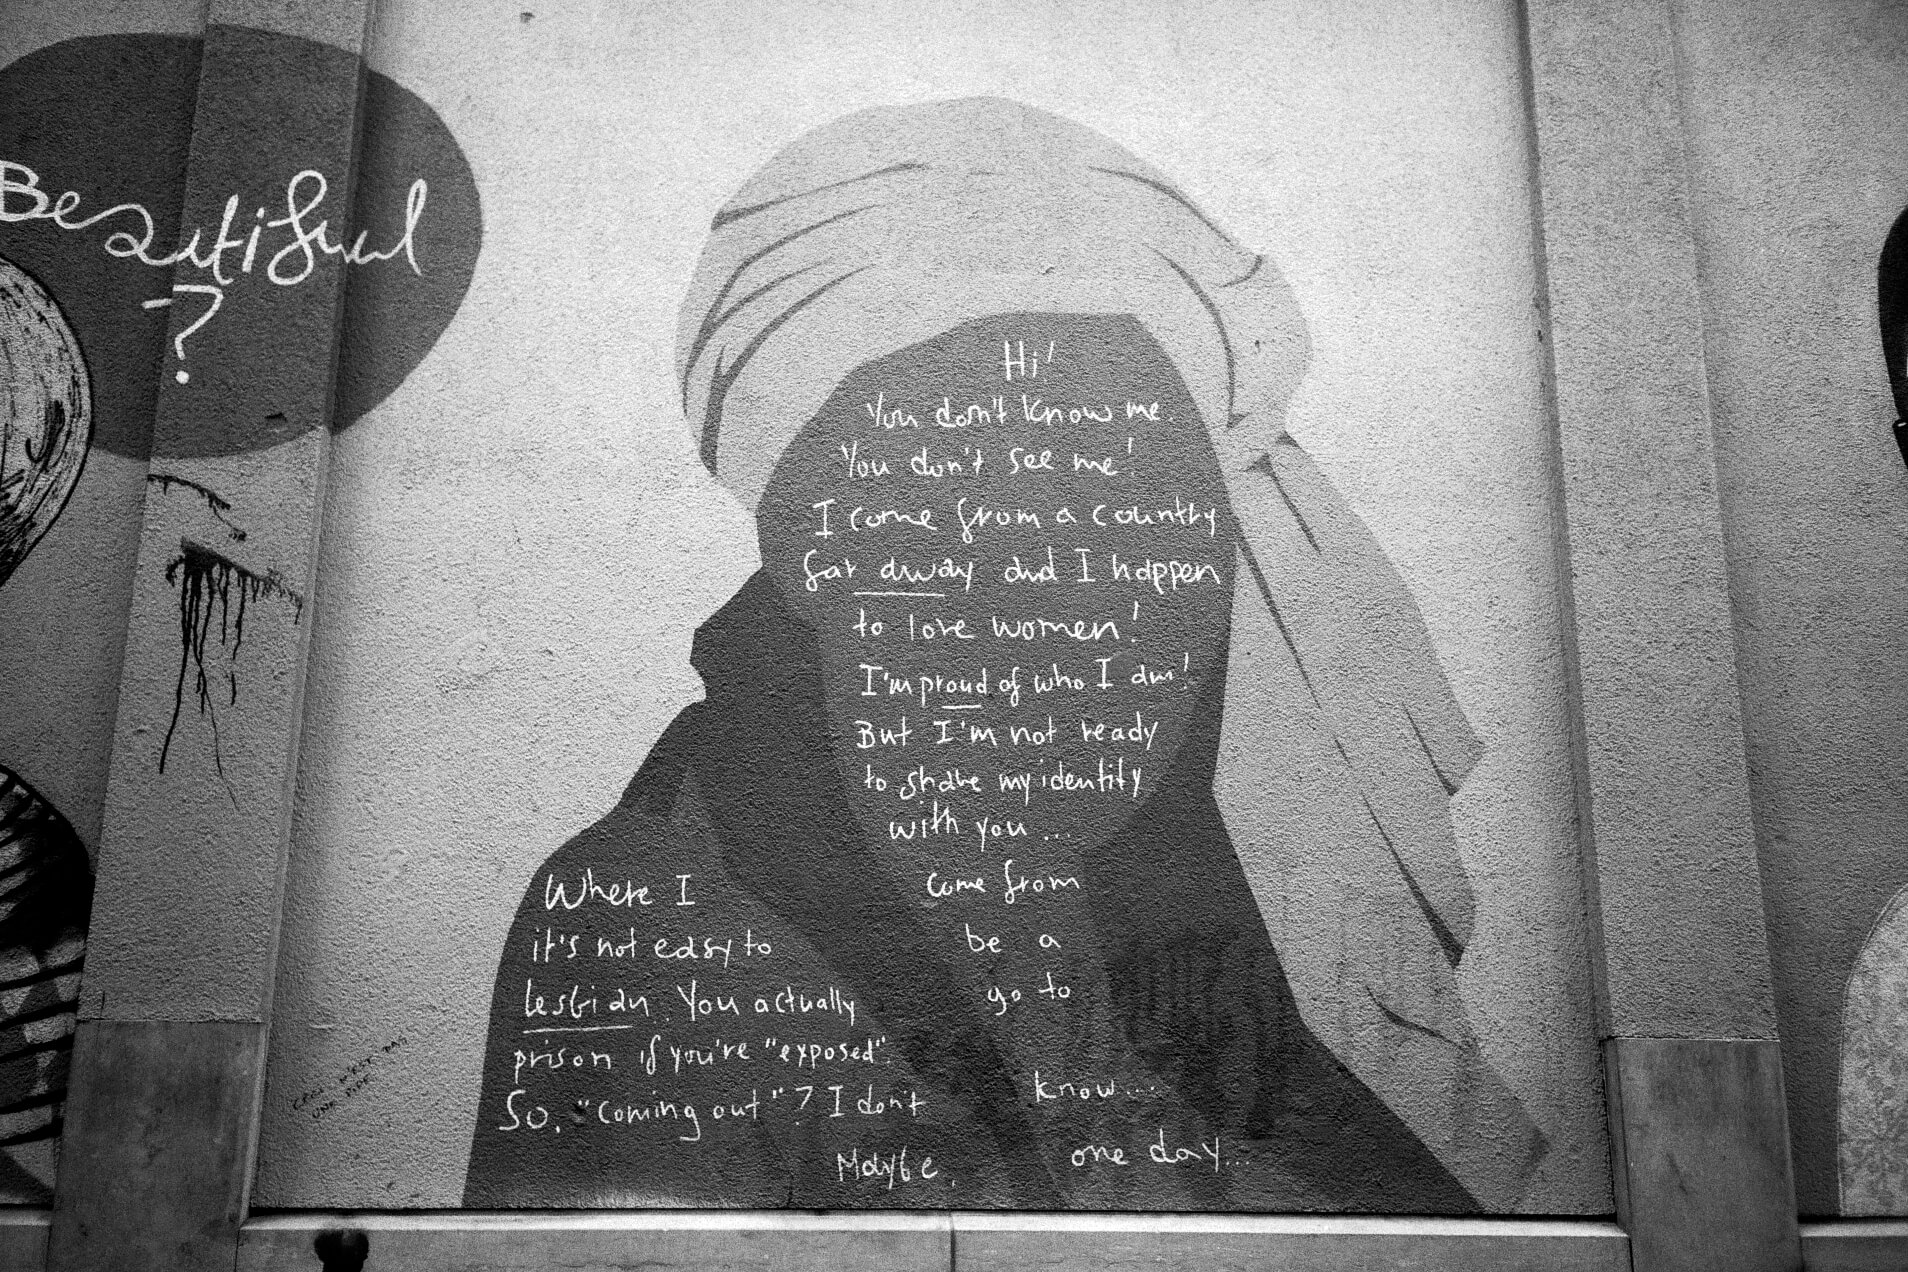 Beautiful
?
Hi!
You don't know me.
You don't see me!
I come from a country
far away and I happen
to love women!
I'm proud of who I am!
But I'm not ready
to share my identity
with you ...
Where I come from
it's not easy to be a
lesbian. You actually go to
prison if you're "exposed".
So, "coming out"? I don't know...
Maybe, one day...